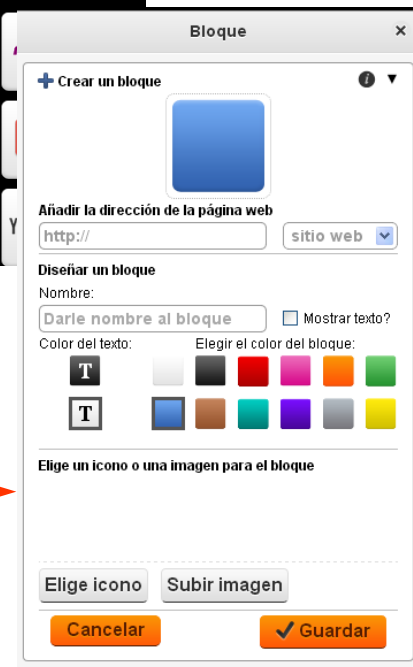 Bloque
Crear un bloque
Añadir la dirección de la página web
http://
sitio web
Diseñar un bloque
Nombre:
Darle nombre al bloque
Mostrar texto?
Color del texto:
Elegir el color del bloque:
T
T
Elige un icono o una imagen para el bloque
Elige icono
Subir imagen
Cancelar
Guardar